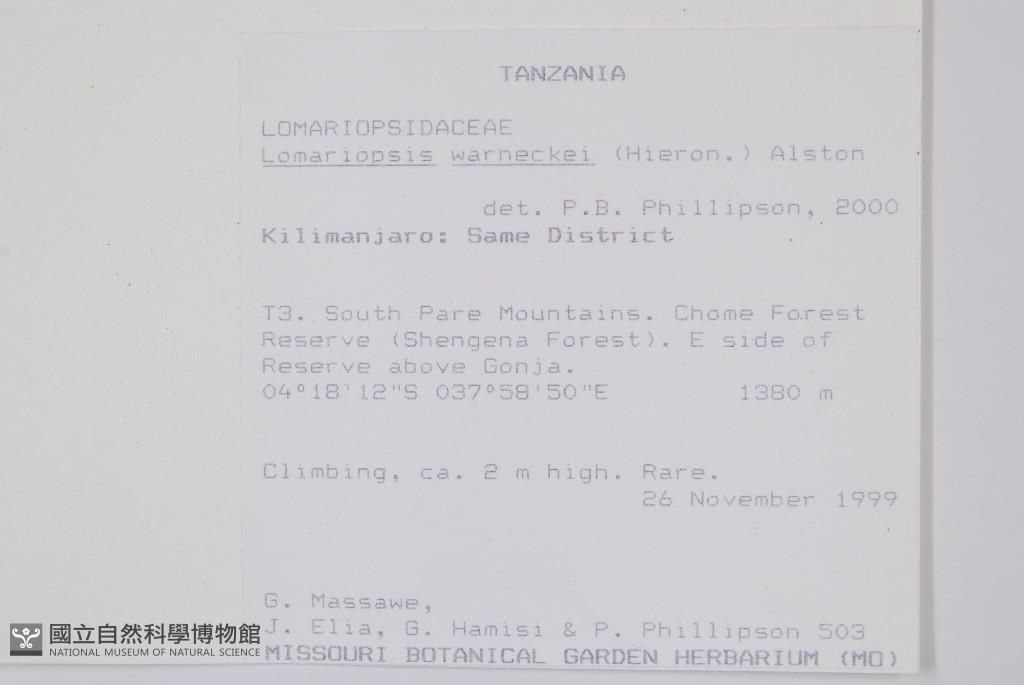 TANZANIA
LOMARIOPSIDACEAE
Lomariopsis warneckei (Hieron.) Alston
det. P.B. Phillipson, 2000
Kilimanjaro: Same District
T3. South Pare Mountains. Chome Forest
Reserve (Shengena Forest). E side of
Reserve above Gonja.
04°18'12"S 037°58'50"E 1380 m
Climbing, ca. 2 m high. Rare.
26 November 1999
G. Massawe,
J. Elia, G. Hamisi & P. Phillipson 503
MISSOURI BOTANICAL GARDEN HERBARIUM (MO)
國立自然科學博物館
NATIONAL MUSEUM OF NATURAL SCIENCE